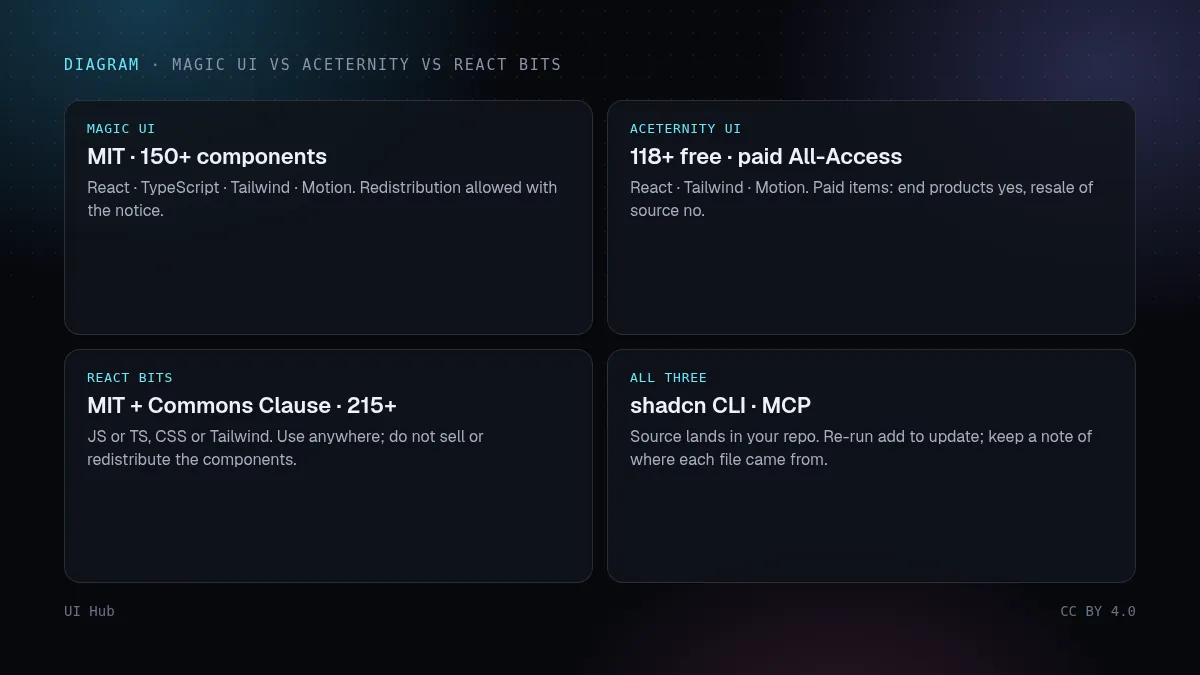 DIAGRAM · MAGIC UI VS ACETERNITY VS REACT BITS
MAGIC UI
MIT · 150+ components
React · TypeScript · Tailwind · Motion. Redistribution allowed with
the notice.
ACETERNITY UI
118+ free · paid All-Access
React · Tailwind · Motion. Paid items: end products yes, resale of
source no.
REACT BITS
MIT + Commons Clause · 215+
JS or TS, CSS or Tailwind. Use anywhere; do not sell or
redistribute the components.
ALL THREE
shadcn CLI · MCP
Source lands in your repo. Re-run add to update; keep a note of
where each file came from.
UI Hub
CC BY 4.0